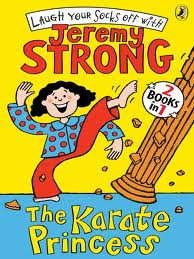 LAUGH YOUR SOCKS OFF WITH
Jeremy
STRONG
2
BOOKS
in 1
The Karate
Princess